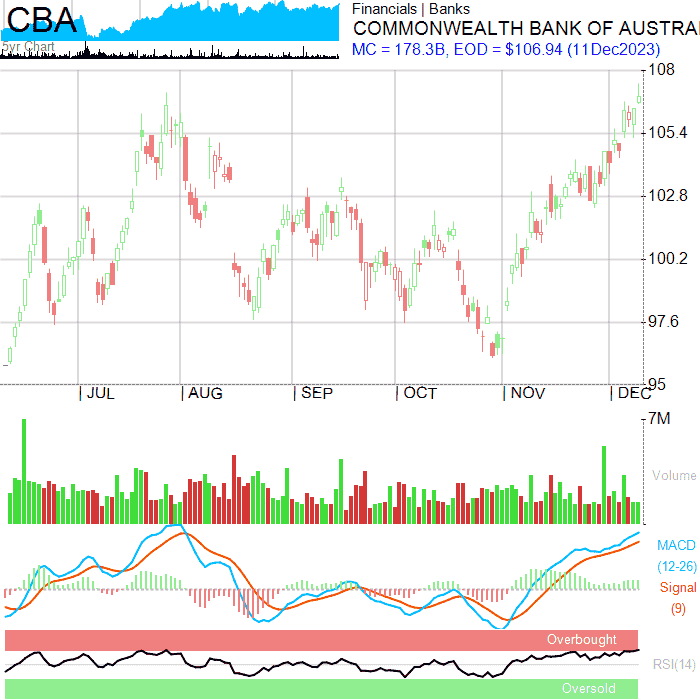 CBA
5yr Chart
Financials | Banks
COMMONWEALTH BANK OF AUSTRA
MC = 178.3B, EOD = $106.94 (11Dec2023)
108
105.4
102.8
100.2
97.6
95
JUL AUG SEP OCT NOV DEC
7M
Volume
MACD
(12-26)
Signal
(9)
Overbought
RSI(14)
Oversold